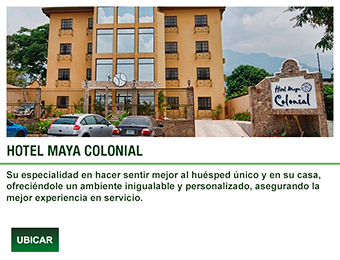 Hotel Maya
Colonial
HOTEL MAYA COLONIAL
Su especialidad en hacer sentir mejor al huésped único y en su casa,
ofreciéndole un ambiente inigualable y personalizado, asegurando la
mejor experiencia en servicio.
UBICAR